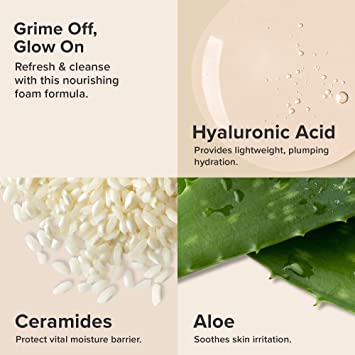 Grime Off,
Glow On
Refresh & cleanse
with this nourishing
foam formula.
Hyaluronic Acid
Provides lightweight, plumping
hydration.
Ceramides
Protect vital moisture barrier.
Aloe
Soothes skin irritation.